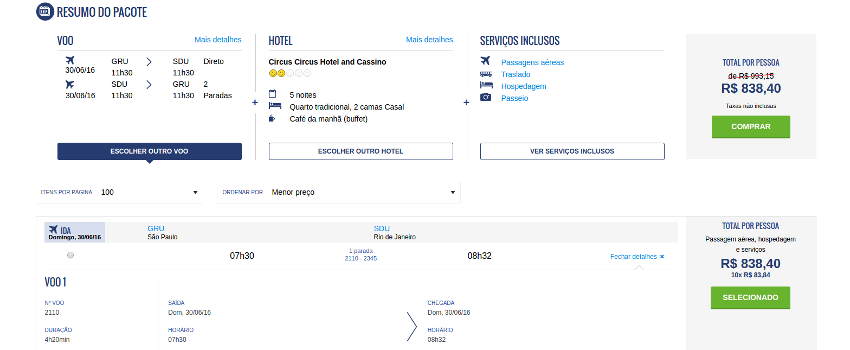 RESUMO DO PACOTE
VOO
Mais detalhes
30/06/16
GRU
11h30
SDU
11h30
Direto
30/06/16
SDU
11h30
GRU
11h30
2
Paradas
ESCOLHER OUTRO VOO
+
HOTEL
Mais detalhes
Circus Circus Hotel and Cassino
5 noites
Quarto tradicional, 2 camas Casal
Café da manhã (buffet)
ESCOLHER OUTRO HOTEL
+
SERVIÇOS INCLUSOS
Passagens aéreas
Traslado
Hospedagem
Passeio
VER SERVIÇOS INCLUSOS
TOTAL POR PESSOA
de R$ 993,15
R$ 838,40
Taxas não inclusas
COMPRAR
ITENS POR PÁGINA
100
ORDENAR POR
Menor preço
IDA
Domingo, 30/06/16
GRU
São Paulo
SDU
Rio de Janeiro
07h30
1 parada
2110 - 2345
08h32
Fechar detalhes ×
VOO 1
Nº VOO
2110
SAÍDA
Dom, 30/06/16
CHEGADA
Dom, 30/06/16
DURAÇÃO
4h20min
HORÁRIO
07h30
HORÁRIO
08h32
TOTAL POR PESSOA
Passagem aérea, hospedagem
e serviços
R$ 838,40
10x R$ 83,84
SELECIONADO